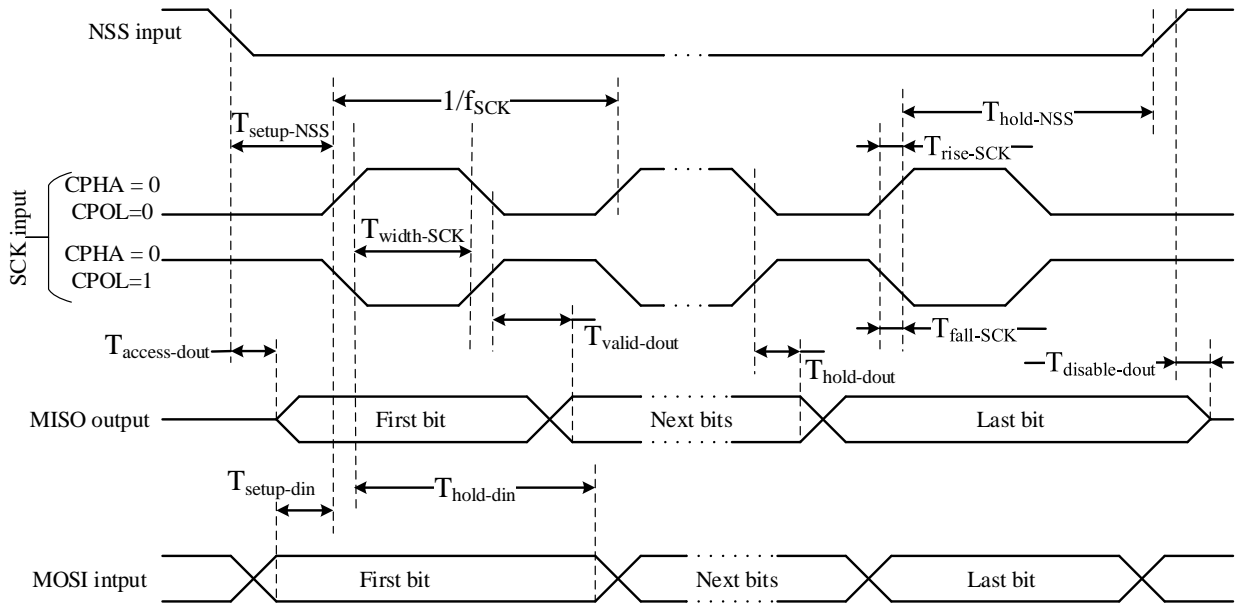 NSS input
1/fSCK
Tsetup-NSS
Thold-NSS
Trise-SCK
SCK input
CPHA = 0
CPOL=0
CPHA = 0
CPOL=1
Twidth-SCK
Taccess-dout
Tvalid-dout
Thold-dout
Tfall-SCK
Tdisable-dout
MISO output
First bit
Next bits
Last bit
Tsetup-din
Thold-din
MOSI intput
First bit
Next bits
Last bit